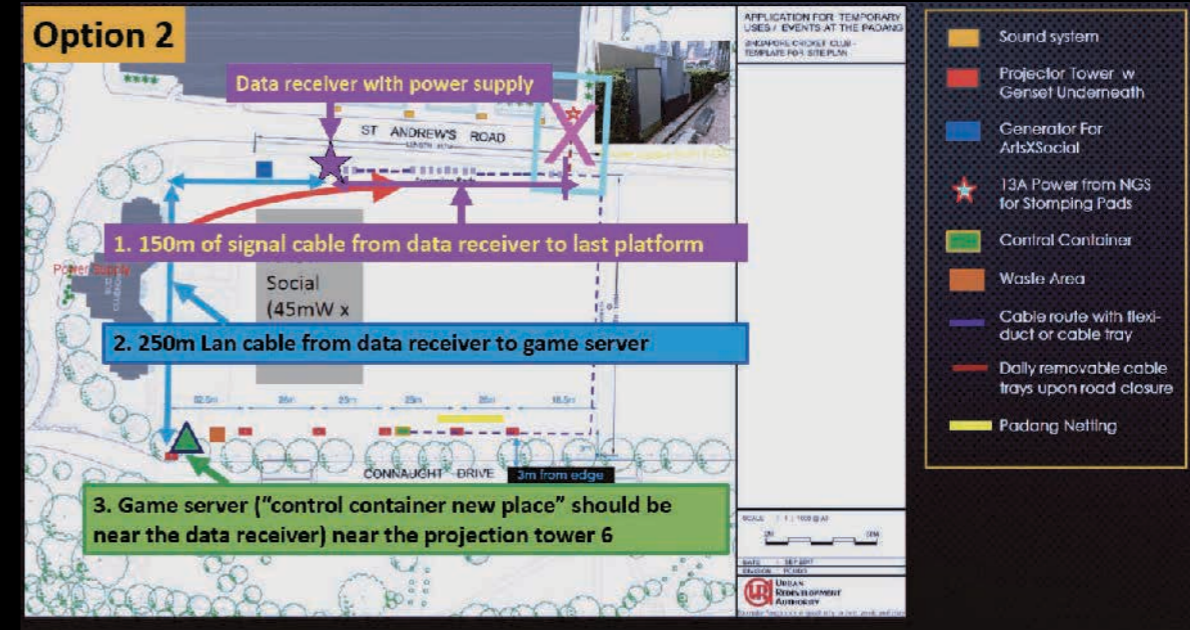 Option 2
Data receiver with power supply
ST ANDREW'S ROAD
1. 150m of signal cable from data receiver to last platform
Power Supply
Social
(45mW x
2. 250m Lan cable from data receiver to game server
CONNAUGHT DRIVE
3m from edge
3. Game server ("control container new place" should be
near the data receiver) near the projection tower 6
APPLICATION FOR TEMPORARY
USES / EVENTS AT THE PADANG
SINGAPORE CRICKET CLUB -
TEMPLATE FOR SITE PLAN
SCALE
DATE : SEP 2017
URBAN
REDEVELOPMENT
AUTHORITY
Sound system
Projector Tower w
Genset Underneath
Generator For
ArtsXSocial
13A Power from NGS
for Stomping Pads
Control Container
Waste Area
Cable route with flexi-
duct or cable tray
Daily removable cable
trays upon road closure
Padang Netting